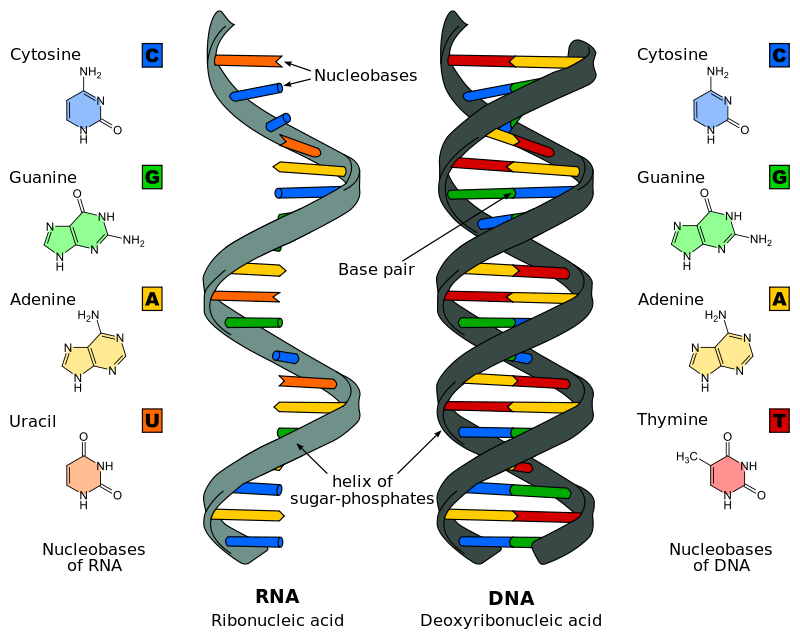 Cytosine
C
NH₂
N
N
H
O
Guanine
G
O
N
NH
N
H
N
NH₂
Adenine
A
H₂N
N
N
N
H
N
Uracil
U
O
NH
N
H
O
Nucleobases
of RNA
Nucleobases
Base pair
helix of
sugar-phosphates
RNA
Ribonucleic acid
DNA
Deoxyribonucleic acid
Cytosine
C
NH₂
N
N
H
O
Guanine
G
O
N
NH
N
H
N
NH₂
Adenine
A
H₂N
N
N
N
H
N
Thymine
T
O
H₃C
NH
N
H
O
Nucleobases
of DNA